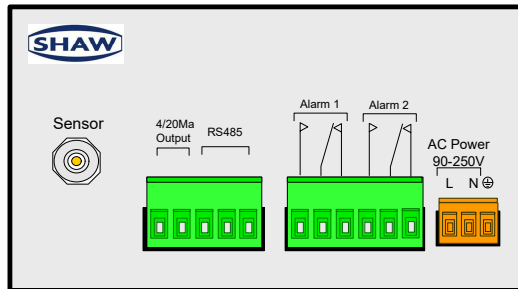 SHAW
Sensor
4/20Ma
Output
RS485
Alarm 1
Alarm 2
AC Power
90-250V
L N